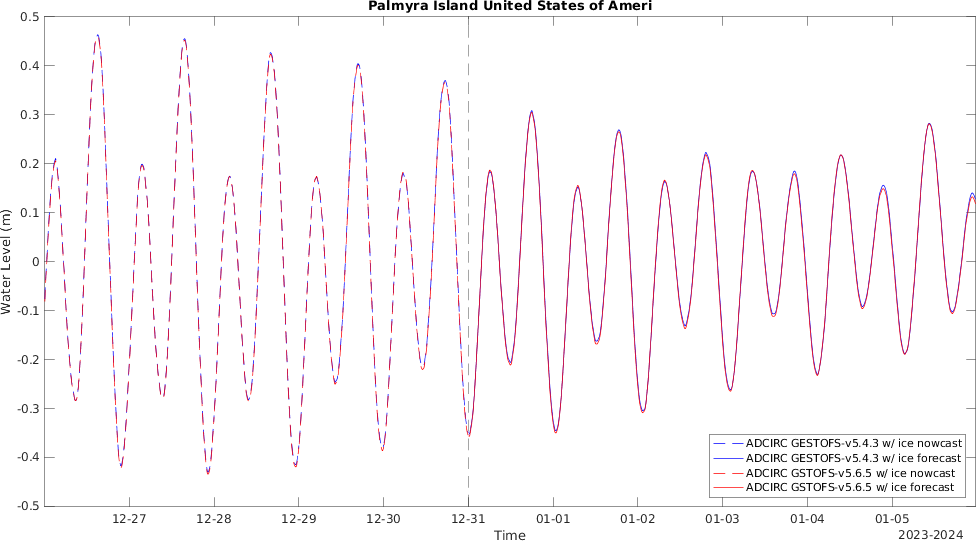 Palmyra Island United States of Ameri
0.5
0.4
0.3
0.2
0.1
0
-0.1
-0.2
-0.3
-0.4
-0.5
Water Level (m)
12-27 12-28 12-29 12-30 12-31 01-01 01-02 01-03 01-04 01-05
Time
2023-2024
ADCIRC GESTOFS-v5.4.3 w/ ice nowcast
ADCIRC GESTOFS-v5.4.3 w/ ice forecast
ADCIRC GSTOFS-v5.6.5 w/ ice nowcast
ADCIRC GSTOFS-v5.6.5 w/ ice forecast